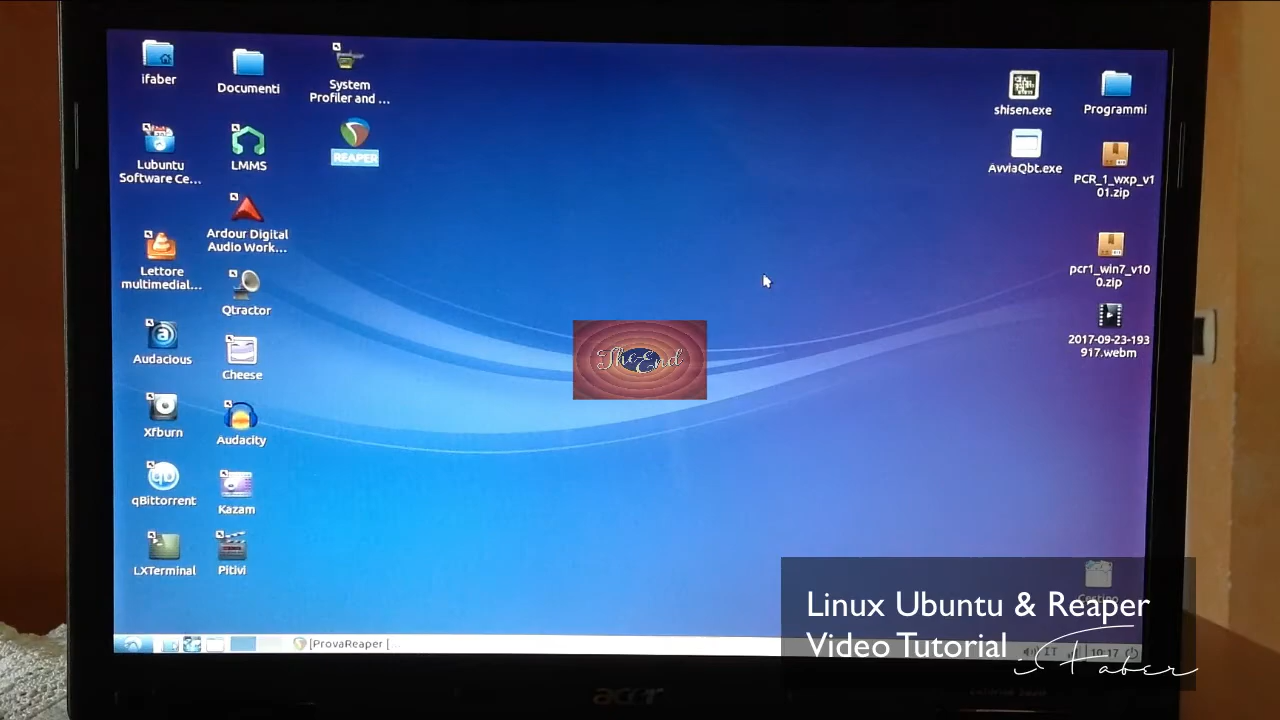 ifaber
Documenti
System
Profiler and ...
REAPER
Lubuntu
Software Ce...
LMMS
Ardour Digital
Audio Work...
Lettore
multimedial...
Qtractor
Audacious
Cheese
Xfburn
Audacity
qBittorrent
Kazam
LXTerminal
Pitivi
shisen.exe
Programmi
AvviaQbt.exe
PCR_1_wxp_v1
01.zip
pcr1_win7_v10
0.zip
2017-09-23-193
917.webm
The End
Cestino
Linux Ubuntu & Reaper
Video Tutorial
iFaber
[ProvaReaper [...
IT
10:17
acer